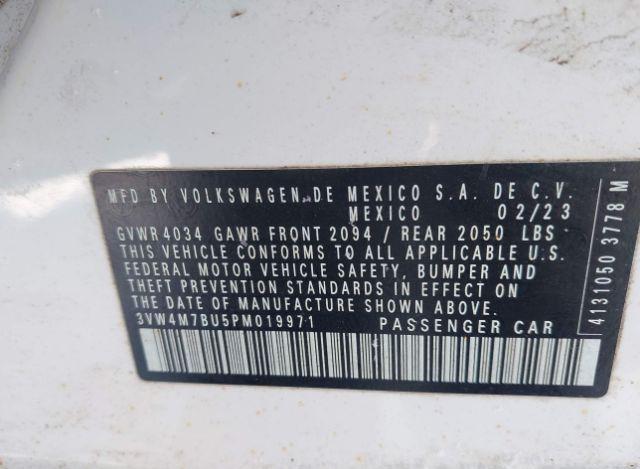 MFD BY VOLKSWAGEN DE MEXICO S.A. DE C.V.
MEXICO 02/23
GVWR 4034 GAWR FRONT 2094 / REAR 2050 LBS
THIS VEHICLE CONFORMS TO ALL APPLICABLE U.S.
FEDERAL MOTOR VEHICLE SAFETY, BUMPER AND
THEFT PREVENTION STANDARDS IN EFFECT ON
THE DATE OF MANUFACTURE SHOWN ABOVE
3VW4M7BU5PM019971 PASSENGER CAR
4131050 3778 M